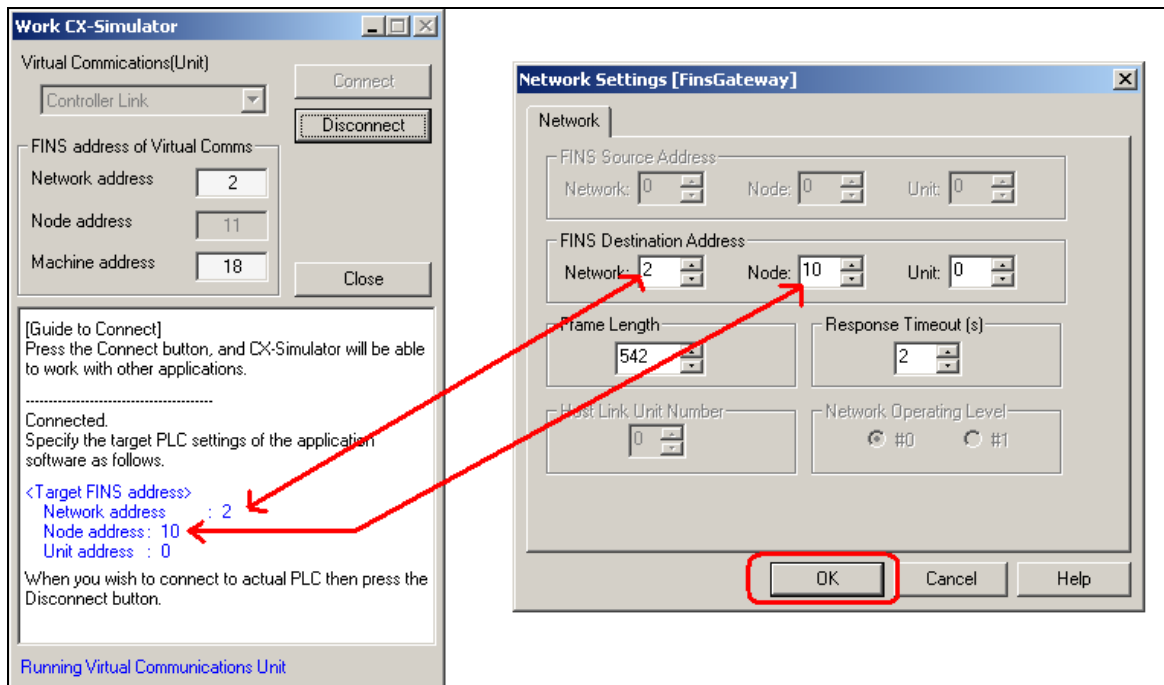 Work CX-Simulator
Virtual Commications(Unit)
Controller Link
Connect
Disconnect
FINS address of Virtual Comms
Network address 2
Node address 11
Machine address 18
Close
[Guide to Connect]
Press the Connect button, and CX-Simulator will be able
to work with other applications.
----------------------------------------
Connected.
Specify the target PLC settings of the application
software as follows.
<Target FINS address>
Network address : 2
Node address : 10
Unit address : 0
When you wish to connect to actual PLC then press the
Disconnect button.
Running Virtual Communications Unit
Network Settings [FinsGateway]
Network
FINS Source Address
Network: 0 Node: 0 Unit: 0
FINS Destination Address
Network: 2 Node: 10 Unit: 0
Frame Length
542
Response Timeout (s)
2
Host Link Unit Number
0
Network Operating Level
#0 #1
OK Cancel Help